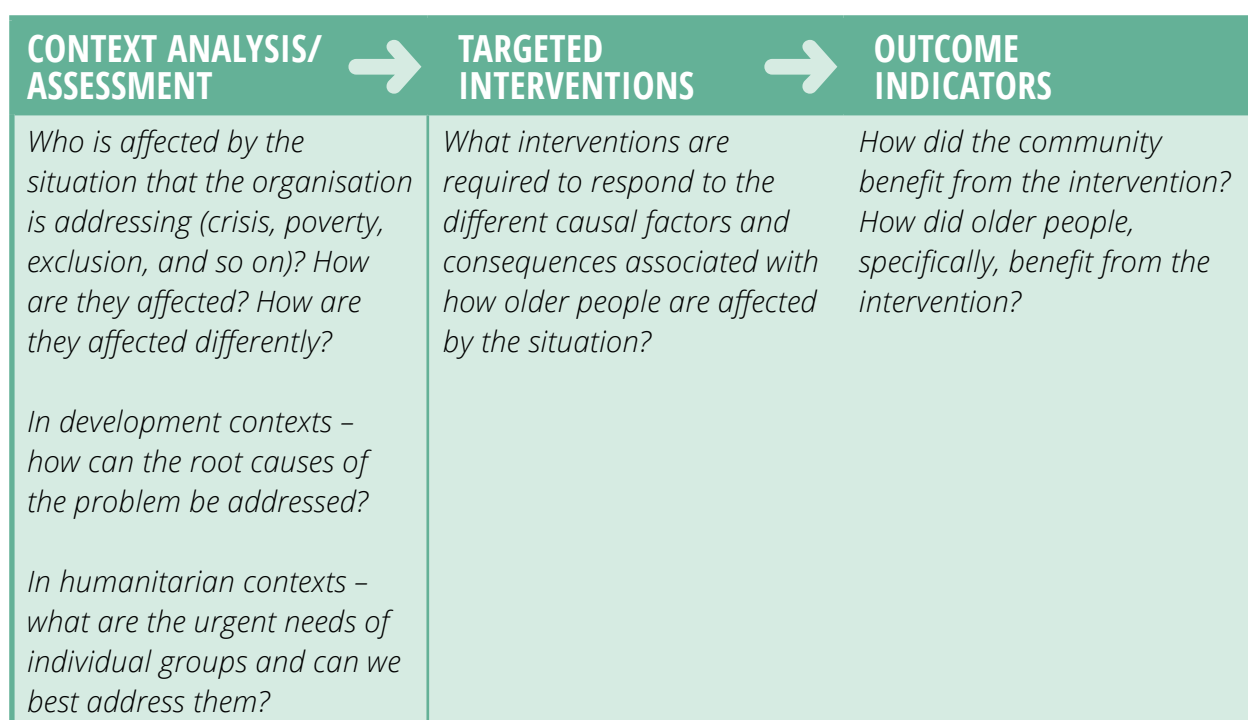 CONTEXT ANALYSIS/
ASSESSMENT
TARGETED
INTERVENTIONS
OUTCOME
INDICATORS
Who is affected by the
situation that the organisation
is addressing (crisis, poverty,
exclusion, and so on)? How
are they affected? How are
they affected differently?
In development contexts –
how can the root causes of
the problem be addressed?
In humanitarian contexts –
what are the urgent needs of
individual groups and can we
best address them?
What interventions are
required to respond to the
different causal factors and
consequences associated with
how older people are affected
by the situation?
How did the community
benefit from the intervention?
How did older people,
specifically, benefit from the
intervention?